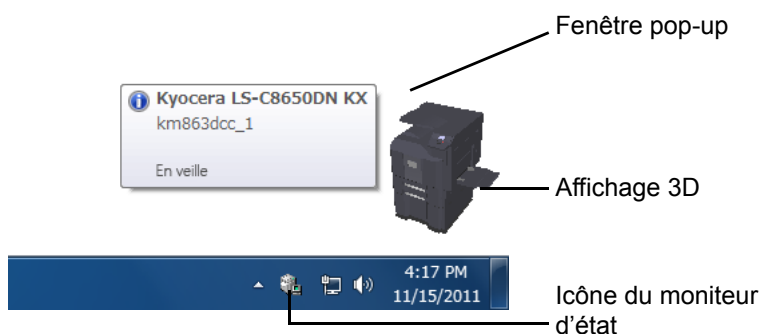 Fenêtre pop-up
Kyocera LS-C8650DN KX
km863dcc_1
En veille
Affichage 3D
4:17 PM
11/15/2011
Icône du moniteur
d’état